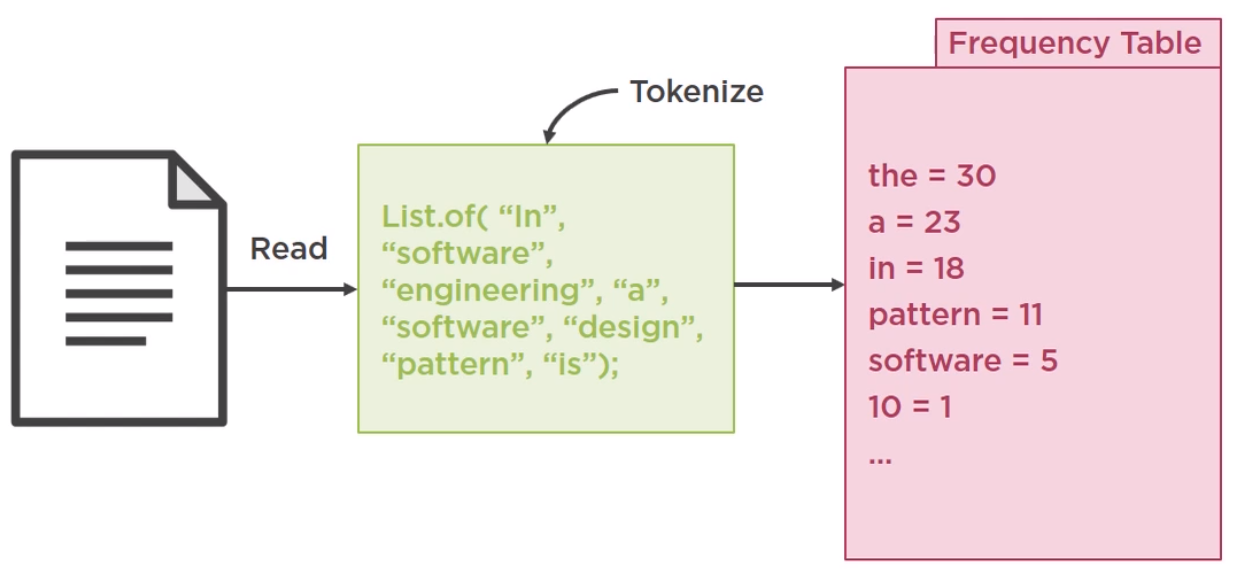 Read
Tokenize
List.of( “In”,
“software”,
“engineering”, “a”,
“software”, “design”,
“pattern”, “is”);
Frequency Table
the = 30
a = 23
in = 18
pattern = 11
software = 5
10 = 1
...